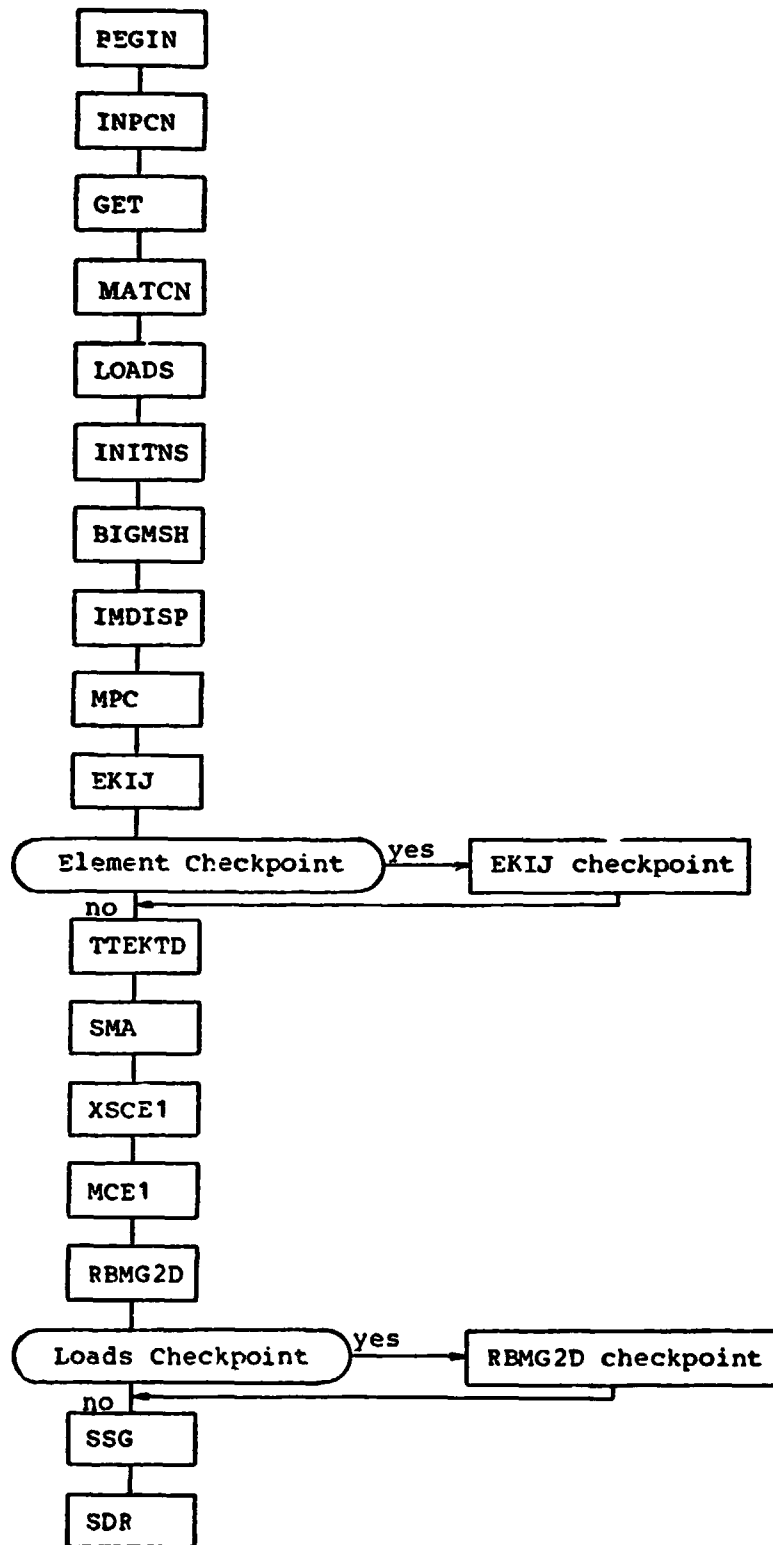 BEGIN
INPCN
GET
MATCN
LOADS
INITNS
BIGMSH
IMDISP
MPC
EKIJ
Element Checkpoint
yes
EKIJ checkpoint
no
TTEKTD
SMA
XSCE1
MCE1
RBMG2D
Loads Checkpoint
yes
RBMG2D checkpoint
no
SSG
SDR